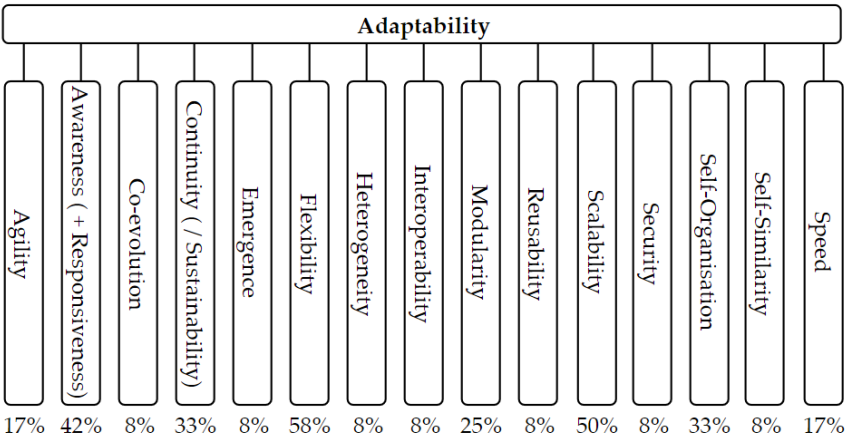 Adaptability
Agility
Awareness ( + Responsiveness)
Co-evolution
Continuity ( / Sustainability)
Emergence
Flexibility
Heterogeneity
Interoperability
Modularity
Reusability
Scalability
Security
Self-Organisation
Self-Similarity
Speed
17% 42% 8% 33% 8% 58% 8% 8% 25% 8% 50% 8% 33% 8% 17%